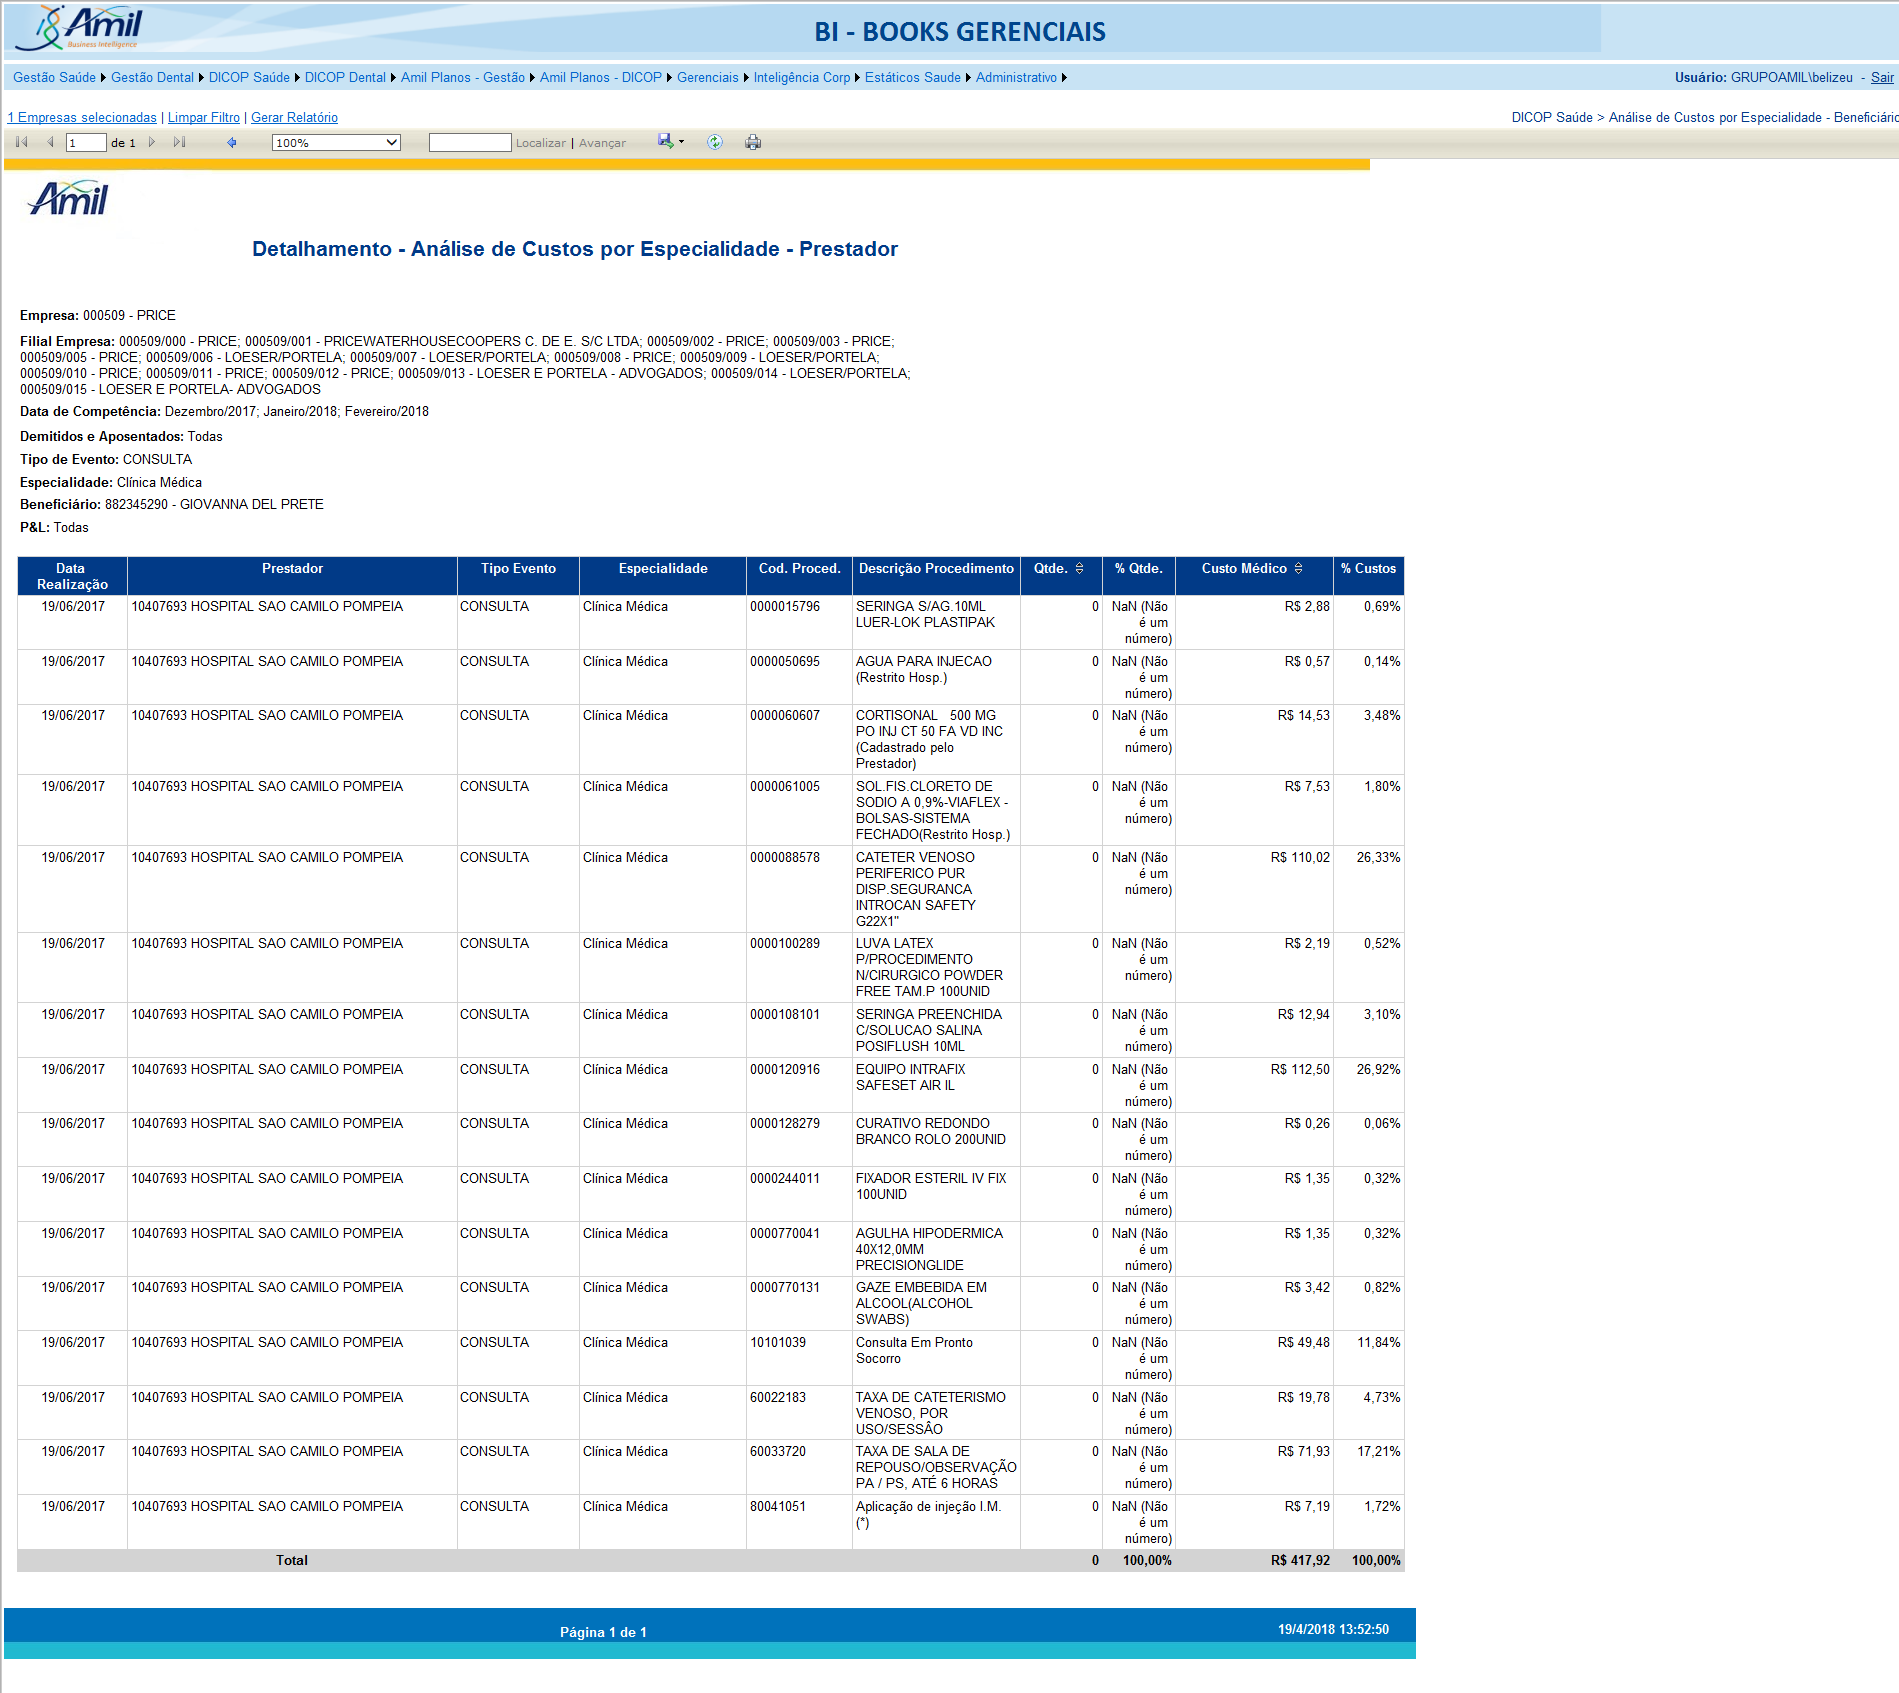 Amil
Business Intelligence
BI - BOOKS GERENCIAIS
Gestão Saúde Gestão Dental DICOP Saúde DICOP Dental Amil Planos - Gestão Amil Planos - DICOP Gerenciais Inteligência Corp Estáticos Saude Administrativo Usuário: GRUPOAMIL\belizeu - Sair
1 Empresas selecionadas | Limpar Filtro | Gerar Relatório DICOP Saúde > Análise de Custos por Especialidade - Beneficiário
1 de 1 100% Localizar | Avançar
Amil
Detalhamento - Análise de Custos por Especialidade - Prestador
Empresa: 000509 - PRICE
Filial Empresa: 000509/000 - PRICE; 000509/001 - PRICEWATERHOUSECOOPERS C. DE E. S/C LTDA; 000509/002 - PRICE; 000509/003 - PRICE;
000509/005 - PRICE; 000509/006 - LOESER/PORTELA; 000509/007 - LOESER/PORTELA; 000509/008 - PRICE; 000509/009 - LOESER/PORTELA;
000509/010 - PRICE; 000509/011 - PRICE; 000509/012 - PRICE; 000509/013 - LOESER E PORTELA - ADVOGADOS; 000509/014 - LOESER/PORTELA;
000509/015 - LOESER E PORTELA- ADVOGADOS
Data de Competência: Dezembro/2017; Janeiro/2018; Fevereiro/2018
Demitidos e Aposentados: Todas
Tipo de Evento: CONSULTA
Especialidade: Clínica Médica
Beneficiário: 882345290 - GIOVANNA DEL PRETE
P&L: Todas
Data Prestador Tipo Evento Especialidade Cod. Proced. Descrição Procedimento Qtde. % Qtde. Custo Médico % Custos
Realização
19/06/2017 10407693 HOSPITAL SAO CAMILO POMPEIA CONSULTA Clínica Médica 0000015796 SERINGA S/AG.10ML 0 NaN (Não R$ 2,88 0,69%
LUER-LOK PLASTIPAK é um
número)
19/06/2017 10407693 HOSPITAL SAO CAMILO POMPEIA CONSULTA Clínica Médica 0000050695 AGUA PARA INJECAO 0 NaN (Não R$ 0,57 0,14%
(Restrito Hosp.) é um
número)
19/06/2017 10407693 HOSPITAL SAO CAMILO POMPEIA CONSULTA Clínica Médica 0000060607 CORTISONAL 500 MG 0 NaN (Não R$ 14,53 3,48%
PO INJ CT 50 FA VD INC é um
(Cadastrado pelo número)
Prestador)
19/06/2017 10407693 HOSPITAL SAO CAMILO POMPEIA CONSULTA Clínica Médica 0000061005 SOL.FIS.CLORETO DE 0 NaN (Não R$ 7,53 1,80%
SODIO A 0,9%-VIAFLEX - é um
BOLSAS-SISTEMA número)
FECHADO(Restrito Hosp.)
19/06/2017 10407693 HOSPITAL SAO CAMILO POMPEIA CONSULTA Clínica Médica 0000088578 CATETER VENOSO 0 NaN (Não R$ 110,02 26,33%
PERIFERICO PUR é um
DISP.SEGURANCA número)
INTROCAN SAFETY
G22X1"
19/06/2017 10407693 HOSPITAL SAO CAMILO POMPEIA CONSULTA Clínica Médica 0000100289 LUVA LATEX 0 NaN (Não R$ 2,19 0,52%
P/PROCEDIMENTO é um
N/CIRURGICO POWDER número)
FREE TAM.P 100UNID
19/06/2017 10407693 HOSPITAL SAO CAMILO POMPEIA CONSULTA Clínica Médica 0000108101 SERINGA PREENCHIDA 0 NaN (Não R$ 12,94 3,10%
C/SOLUCAO SALINA é um
POSIFLUSH 10ML número)
19/06/2017 10407693 HOSPITAL SAO CAMILO POMPEIA CONSULTA Clínica Médica 0000120916 EQUIPO INTRAFIX 0 NaN (Não R$ 112,50 26,92%
SAFESET AIR IL é um
número)
19/06/2017 10407693 HOSPITAL SAO CAMILO POMPEIA CONSULTA Clínica Médica 0000128279 CURATIVO REDONDO 0 NaN (Não R$ 0,26 0,06%
BRANCO ROLO 200UNID é um
número)
19/06/2017 10407693 HOSPITAL SAO CAMILO POMPEIA CONSULTA Clínica Médica 0000244011 FIXADOR ESTERIL IV FIX 0 NaN (Não R$ 1,35 0,32%
100UNID é um
número)
19/06/2017 10407693 HOSPITAL SAO CAMILO POMPEIA CONSULTA Clínica Médica 0000770041 AGULHA HIPODERMICA 0 NaN (Não R$ 1,35 0,32%
40X12,0MM é um
PRECISIONGLIDE número)
19/06/2017 10407693 HOSPITAL SAO CAMILO POMPEIA CONSULTA Clínica Médica 0000770131 GAZE EMBEBIDA EM 0 NaN (Não R$ 3,42 0,82%
ALCOOL(ALCOHOL é um
SWABS) número)
19/06/2017 10407693 HOSPITAL SAO CAMILO POMPEIA CONSULTA Clínica Médica 10101039 Consulta Em Pronto 0 NaN (Não R$ 49,48 11,84%
Socorro é um
número)
19/06/2017 10407693 HOSPITAL SAO CAMILO POMPEIA CONSULTA Clínica Médica 60022183 TAXA DE CATETERISMO 0 NaN (Não R$ 19,78 4,73%
VENOSO, POR é um
USO/SESSÃO número)
19/06/2017 10407693 HOSPITAL SAO CAMILO POMPEIA CONSULTA Clínica Médica 60033720 TAXA DE SALA DE 0 NaN (Não R$ 71,93 17,21%
REPOUSO/OBSERVAÇÃO é um
PA / PS, ATÉ 6 HORAS número)
19/06/2017 10407693 HOSPITAL SAO CAMILO POMPEIA CONSULTA Clínica Médica 80041051 Aplicação de injeção I.M. 0 NaN (Não R$ 7,19 1,72%
(*) é um
número)
Total 0 100,00% R$ 417,92 100,00%
Página 1 de 1 19/4/2018 13:52:50